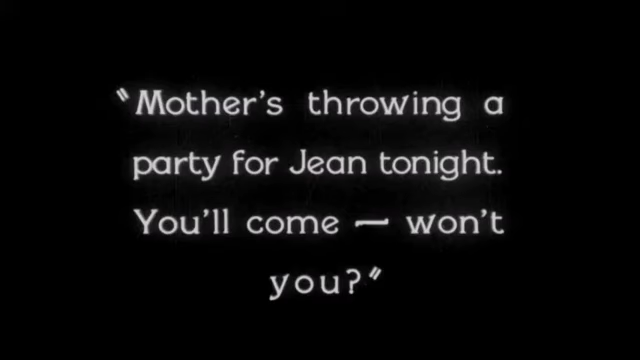 "Mother's throwing a
party for Jean tonight.
You'll come — won't
you?"